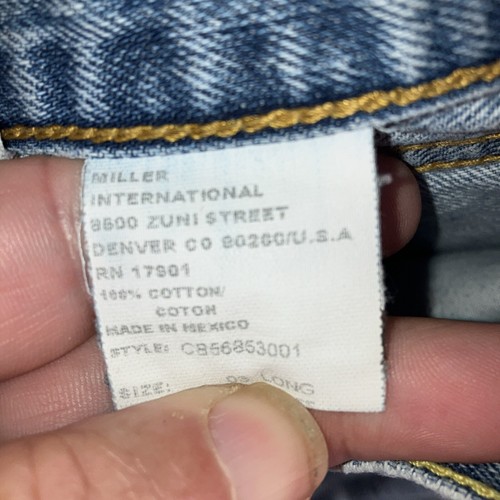 MILLER
INTERNATIONAL
8500 ZUNI STREET
DENVER CO 80260/U.S.A
RN 17901
100% COTTON/
COTON
MADE IN MEXICO
STYLE: CB56853001
SIZE: LONG